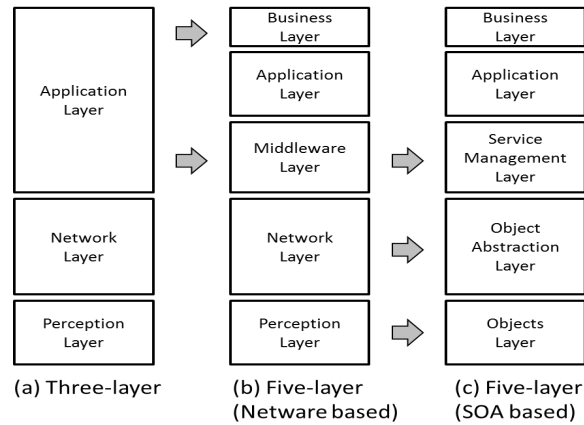 Application
Layer
Network
Layer
Perception
Layer
(a) Three-layer
Business
Layer
Application
Layer
Middleware
Layer
Network
Layer
Perception
Layer
(b) Five-layer
(Netware based)
Business
Layer
Application
Layer
Service
Management
Layer
Object
Abstraction
Layer
Objects
Layer
(c) Five-layer
(SOA based)